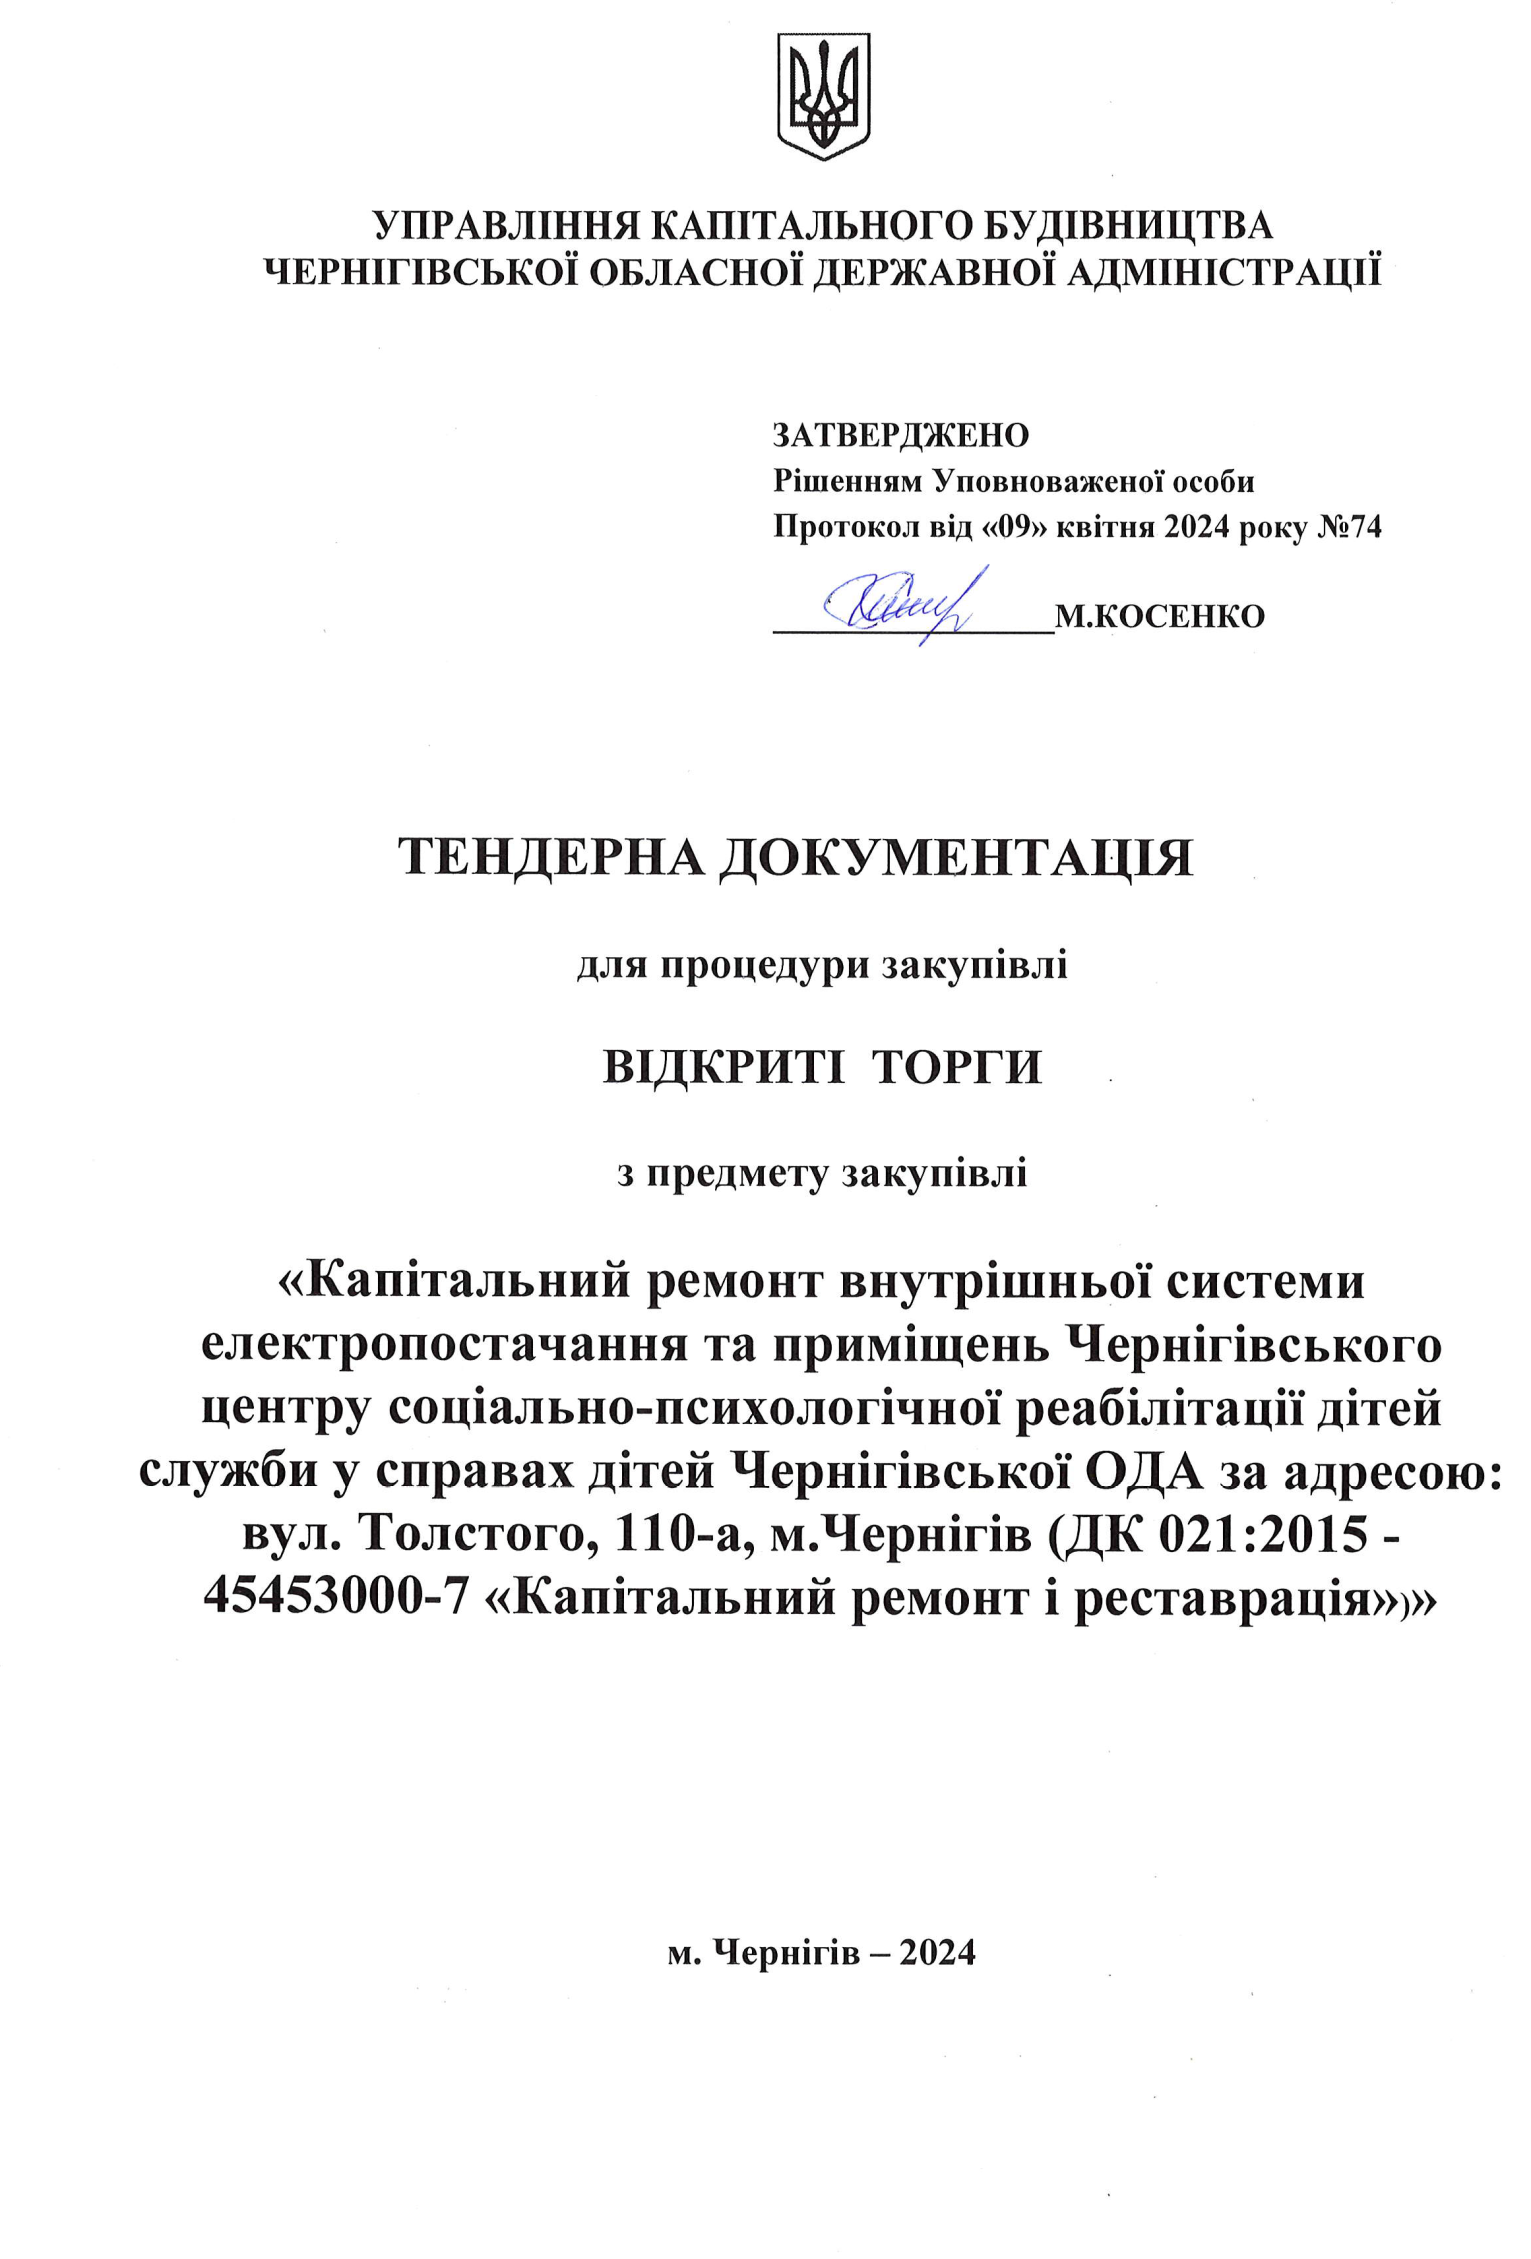 УПРАВЛІННЯ КАПІТАЛЬНОГО БУДІВНИЦТВА
ЧЕРНІГІВСЬКОЇ ОБЛАСНОЇ ДЕРЖАВНОЇ АДМІНІСТРАЦІЇ
ЗАТВЕРДЖЕНО
Рішенням Уповноваженої особи
Протокол від «09» квітня 2024 року №74
М.КОСЕНКО
ТЕНДЕРНА ДОКУМЕНТАЦІЯ
для процедури закупівлі
ВІДКРИТІ ТОРГИ
з предмету закупівлі
«Капітальний ремонт внутрішньої системи
електропостачання та приміщень Чернігівського
центру соціально-психологічної реабілітації дітей
служби у справах дітей Чернігівської ОДА за адресою:
вул. Толстого, 110-а, м.Чернігів (ДК 021:2015 -
45453000-7 «Капітальний ремонт і реставрація»)»
м. Чернігів – 2024